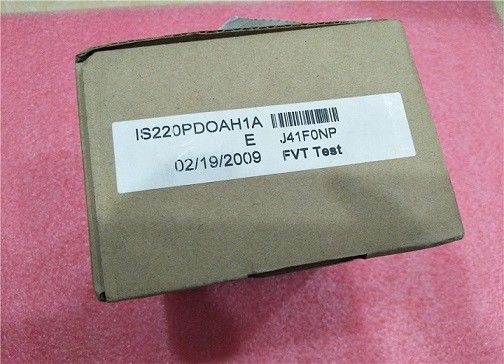 IS220PDOAH1A
E J41F0NP
02/19/2009 FVT Test